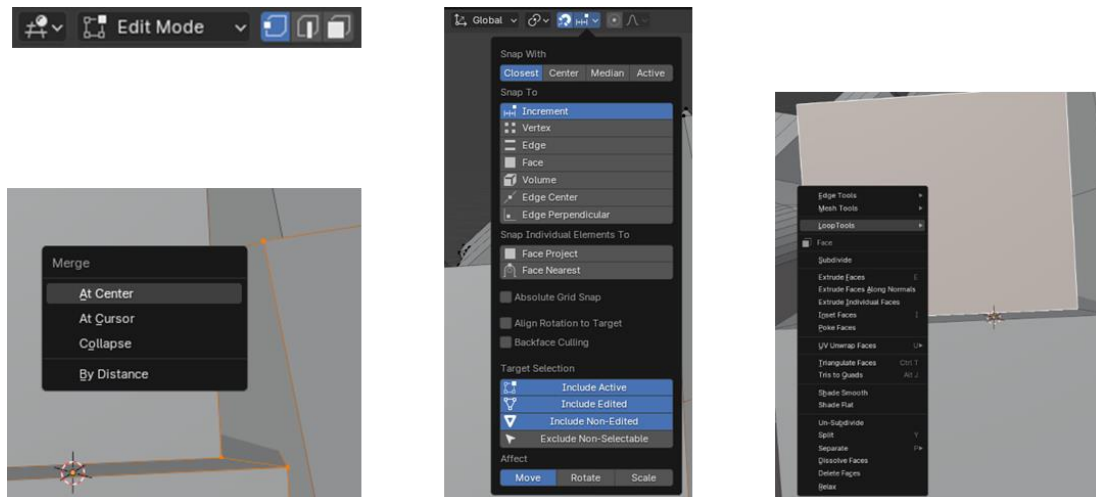 Edit Mode
Merge
At Center
At Cursor
Collapse
By Distance
Global
Snap With
Closest Center Median Active
Snap To
Increment
Vertex
Edge
Face
Volume
Edge Center
Edge Perpendicular
Snap Individual Elements To
Face Project
Face Nearest
Absolute Grid Snap
Align Rotation to Target
Backface Culling
Target Selection
Include Active
Include Edited
Include Non-Edited
Exclude Non-Selectable
Affect
Move Rotate Scale
Edge Tools
Mesh Tools
LoopTools
Face
Subdivide
Extrude Faces E
Extrude Faces Along Normals
Extrude Individual Faces
Inset Faces I
Poke Faces
UV Unwrap Faces U
Triangulate Faces Ctrl T
Tris to Quads Alt J
Shade Smooth
Shade Flat
Un-Subdivide
Split Y
Separate P
Dissolve Faces
Delete Faces
Relax